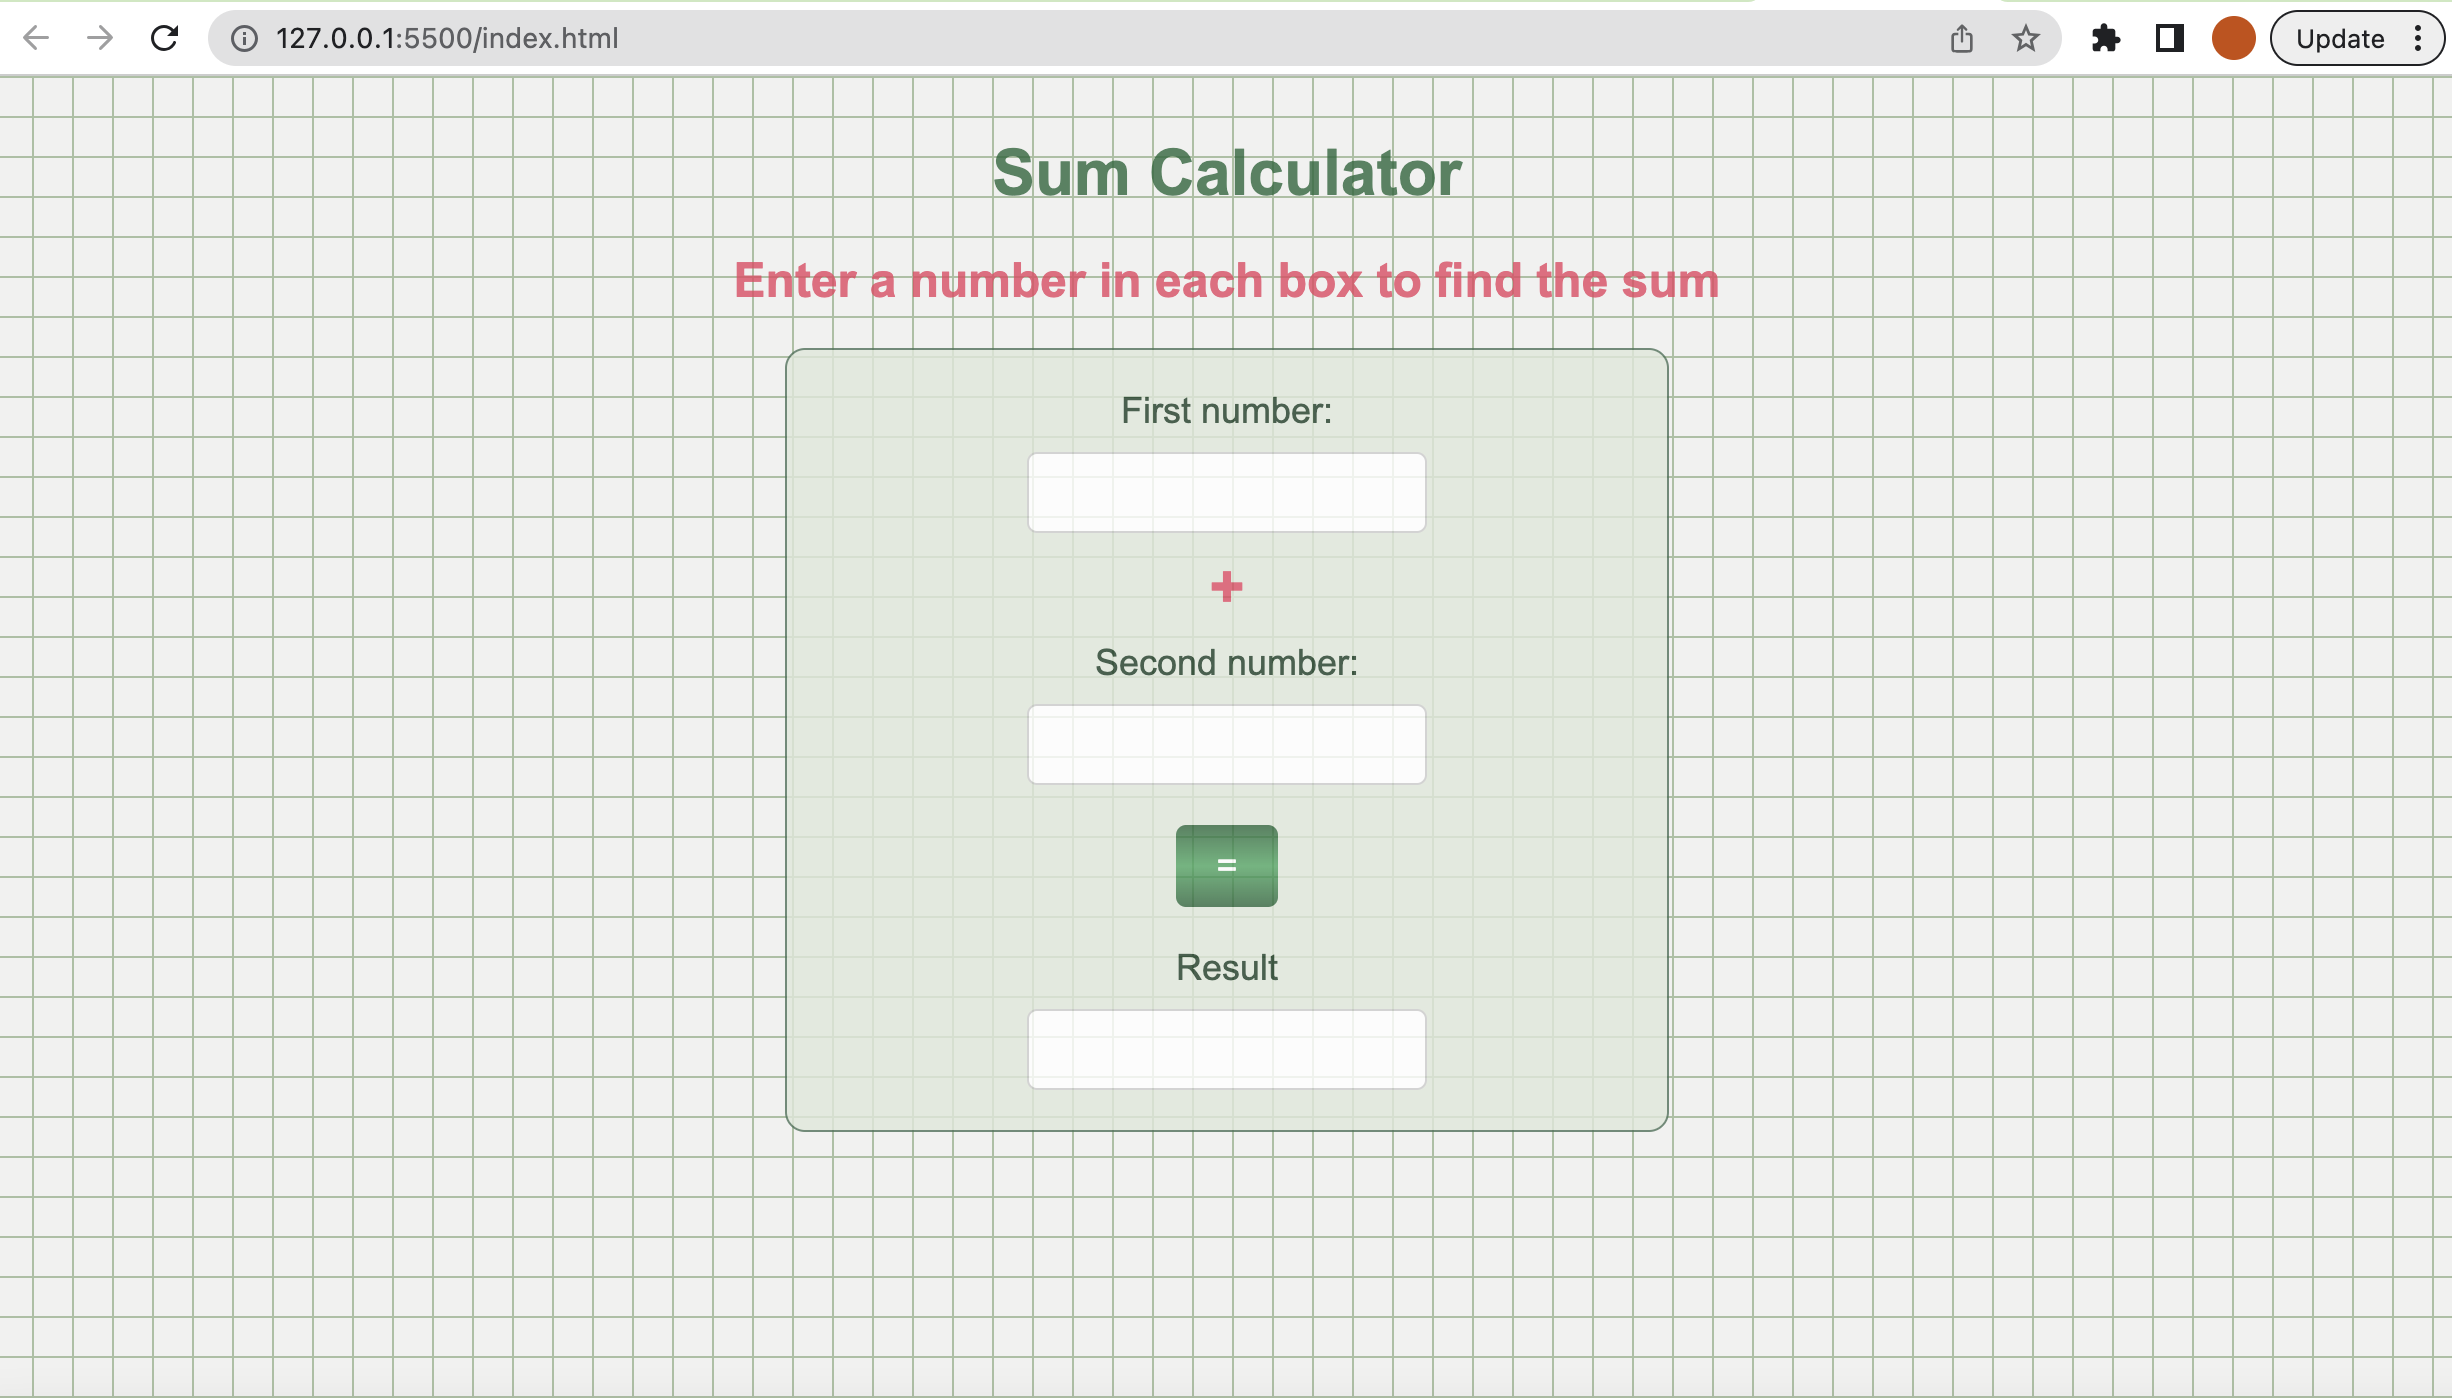 127.0.0.1:5500/index.html
Update
Sum Calculator
Enter a number in each box to find the sum
First number:
+
Second number:
=
Result